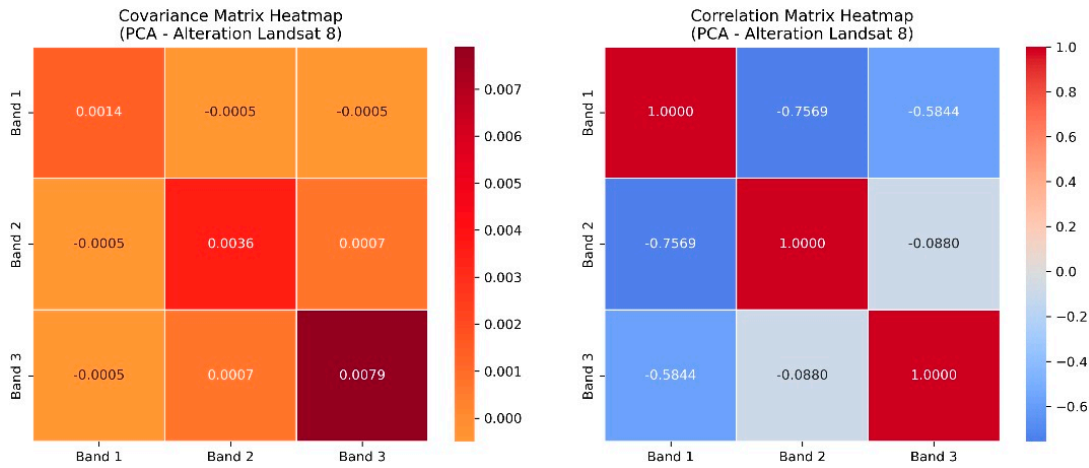 Covariance Matrix Heatmap
(PCA - Alteration Landsat 8)
Band 1
0.0014
-0.0005
-0.0005
Band 2
-0.0005
0.0036
0.0007
Band 3
-0.0005
0.0007
0.0079
Band 1
Band 2
Band 3
0.007
0.006
0.005
0.004
0.003
0.002
0.001
0.000
Correlation Matrix Heatmap
(PCA - Alteration Landsat 8)
Band 1
1.0000
-0.7569
-0.5844
Band 2
-0.7569
1.0000
-0.0880
Band 3
-0.5844
-0.0880
1.0000
Band 1
Band 2
Band 3
1.0
0.8
0.6
0.4
0.2
0.0
−0.2
−0.4
−0.6